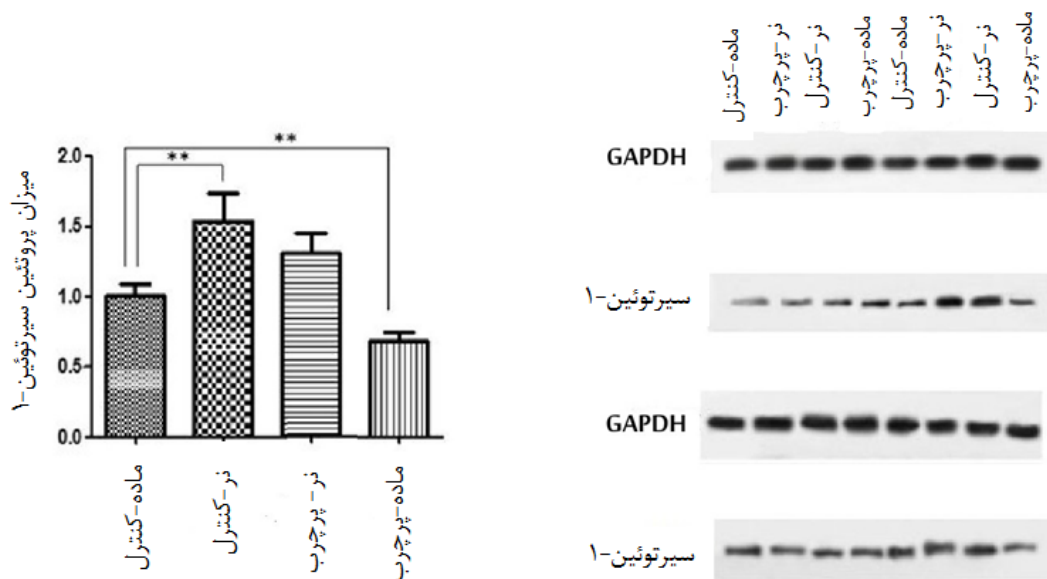 میزان پروتئین سیرتوئین-۱
2.0
1.5
1.0
0.5
0.0
**
**
ماده-کنترل
نر-کنترل
نر-پرچرب
ماده-پرچرب
ماده-کنترل
نر-پرچرب
نر-کنترل
ماده-پرچرب
ماده-کنترل
نر-پرچرب
نر-کنترل
ماده-پرچرب
GAPDH
سیرتوئین-۱
GAPDH
سیرتوئین-۱